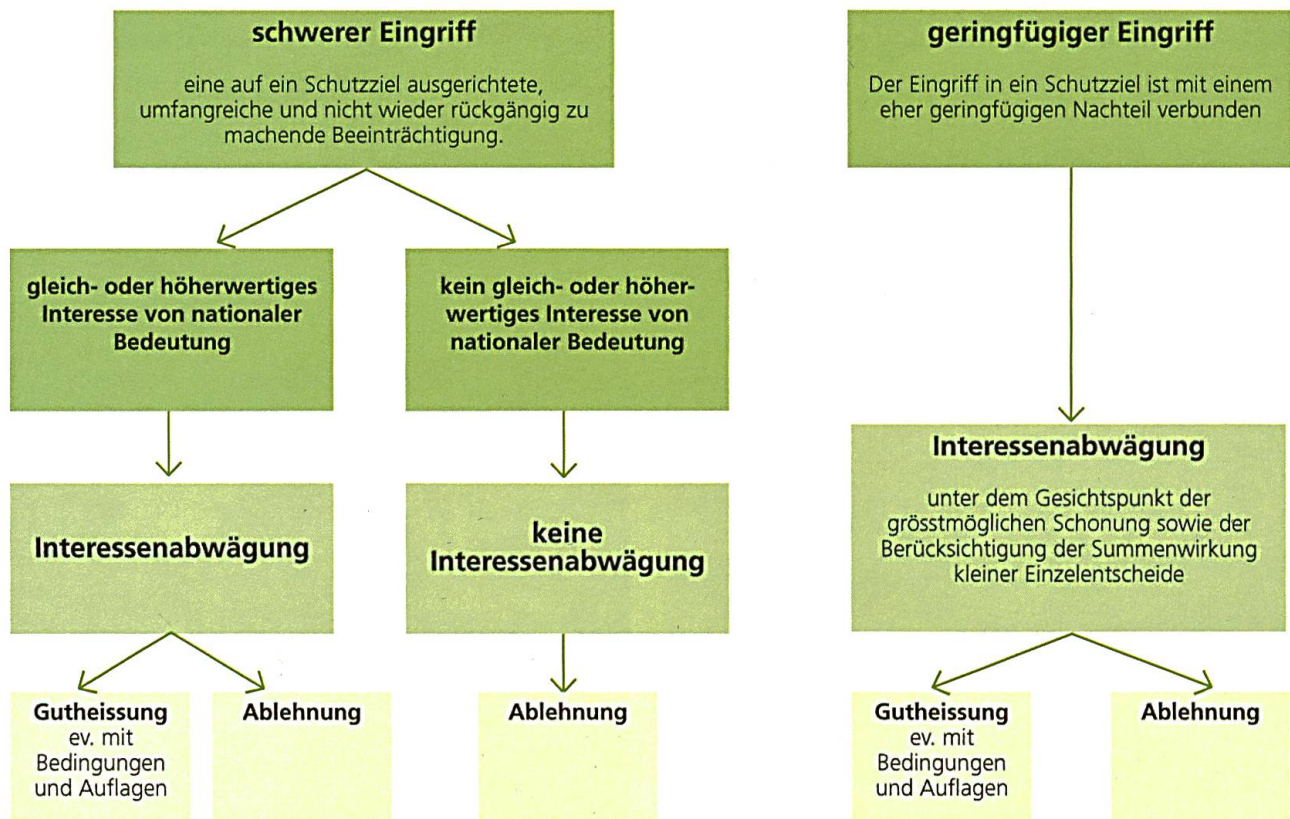 schwerer Eingriff
eine auf ein Schutzziel ausgerichtete,
umfangreiche und nicht wieder rückgängig zu
machende Beeinträchtigung.
geringfügiger Eingriff
Der Eingriff in ein Schutzziel ist mit einem
eher geringfügigen Nachteil verbunden
gleich- oder höherwertiges
Interesse von nationaler
Bedeutung
kein gleich- oder höher-
wertiges Interesse von
nationaler Bedeutung
Interessenabwägung
keine
Interessenabwägung
Interessenabwägung
unter dem Gesichtspunkt der
grösstmöglichen Schonung sowie der
Berücksichtigung der Summenwirkung
kleiner Einzelentscheide
Gutheissung
ev. mit
Bedingungen
und Auflagen
Ablehnung
Ablehnung
Gutheissung
ev. mit
Bedingungen
und Auflagen
Ablehnung